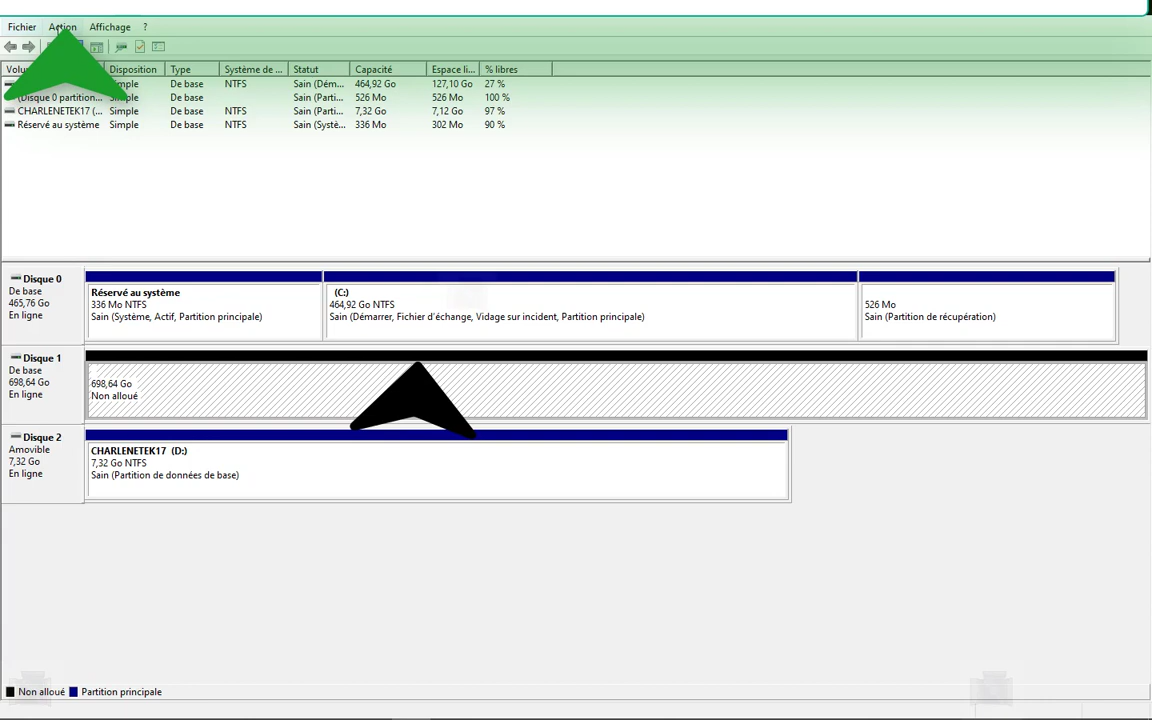 Fichier Action Affichage ?
Disposition Type Système de ... Statut Capacité Espace li... % libres
De base NTFS Sain (Dém... 464,92 Go 127,10 Go 27 %
(Disque 0 partition... Simple De base Sain (Parti... 526 Mo 526 Mo 100 %
CHARLENETEK17 (... Simple De base NTFS Sain (Parti... 7,32 Go 7,12 Go 97 %
Réservé au système Simple De base NTFS Sain (Systè... 336 Mo 302 Mo 90 %
Disque 0
De base
465,76 Go
En ligne
Réservé au système
336 Mo NTFS
Sain (Système, Actif, Partition principale)
(C:)
464,92 Go NTFS
Sain (Démarrer, Fichier d'échange, Vidage sur incident, Partition principale)
526 Mo
Sain (Partition de récupération)
Disque 1
De base
698,64 Go
En ligne
698,64 Go
Non alloué
Disque 2
Amovible
7,32 Go
En ligne
CHARLENETEK17 (D:)
7,32 Go NTFS
Sain (Partition de données de base)
Non alloué Partition principale